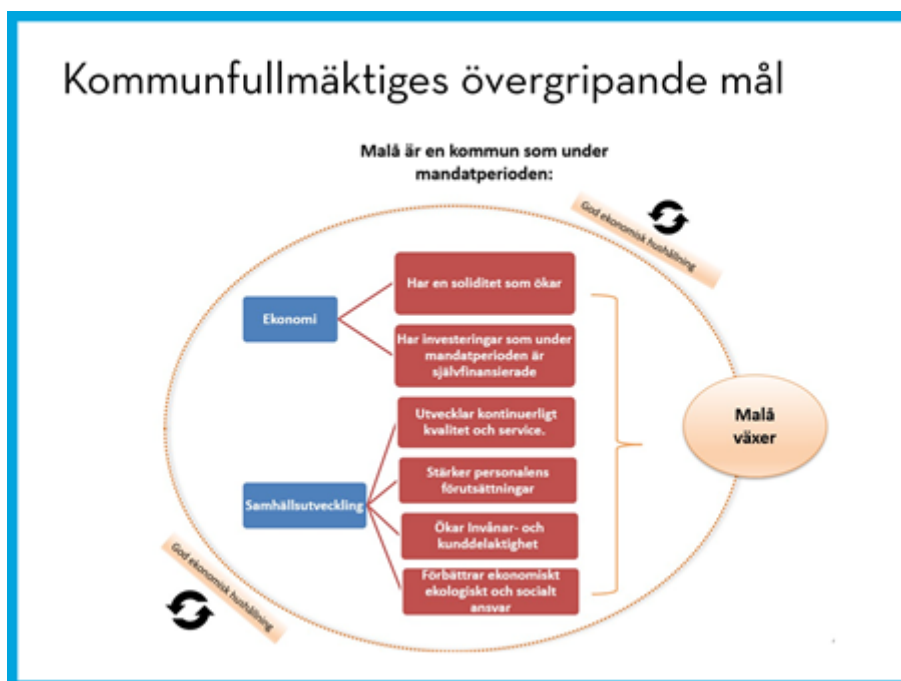 Kommunfullmäktiges övergripande mål
Malå är en kommun som under
mandatperioden:
God ekonomisk hushållning
Har en soliditet som ökar
Ekonomi
Har investeringar som under
mandatperioden är
självfinansierade
Malå
växer
Utvecklar kontinuerligt
kvalitet och service.
Stärker personalens
förutsättningar
Samhällsutveckling
Ökar Invånar- och
kunddelaktighet
Förbättrar ekonomiskt
ekologiskt och socialt
ansvar
God ekonomisk hushållning